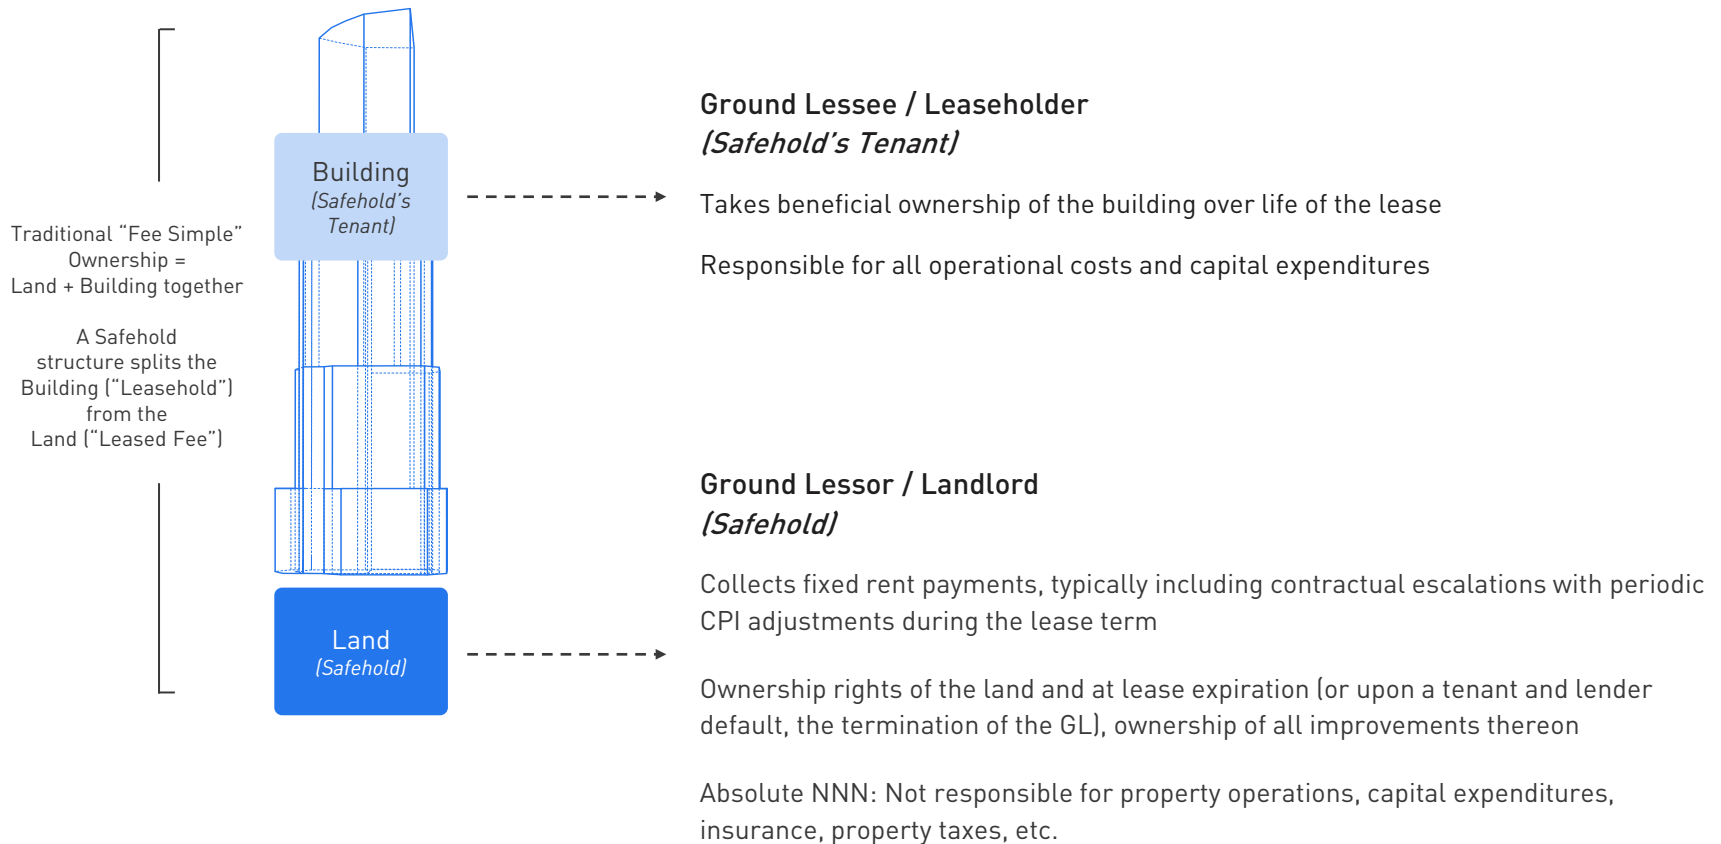 Traditional “Fee Simple”
Ownership =
Land + Building together
A Safehold
structure splits the
Building (“Leasehold”)
from the
Land (“Leased Fee”)
Building
(Safehold’s
Tenant)
Land
(Safehold)
Ground Lessee / Leaseholder
(Safehold’s Tenant)
Takes beneficial ownership of the building over life of the lease
Responsible for all operational costs and capital expenditures
Ground Lessor / Landlord
(Safehold)
Collects fixed rent payments, typically including contractual escalations with periodic
CPI adjustments during the lease term
Ownership rights of the land and at lease expiration (or upon a tenant and lender
default, the termination of the GL), ownership of all improvements thereon
Absolute NNN: Not responsible for property operations, capital expenditures,
insurance, property taxes, etc.